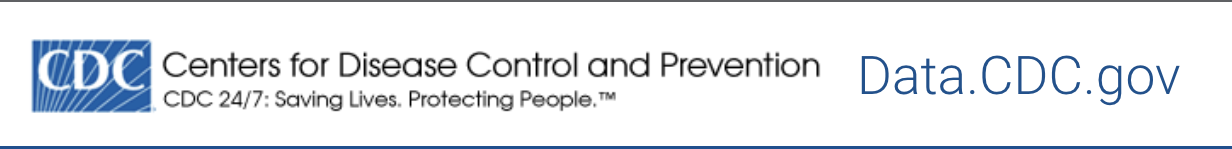 CDC
Centers for Disease Control and Prevention
CDC 24/7: Saving Lives. Protecting People.™
Data.CDC.gov